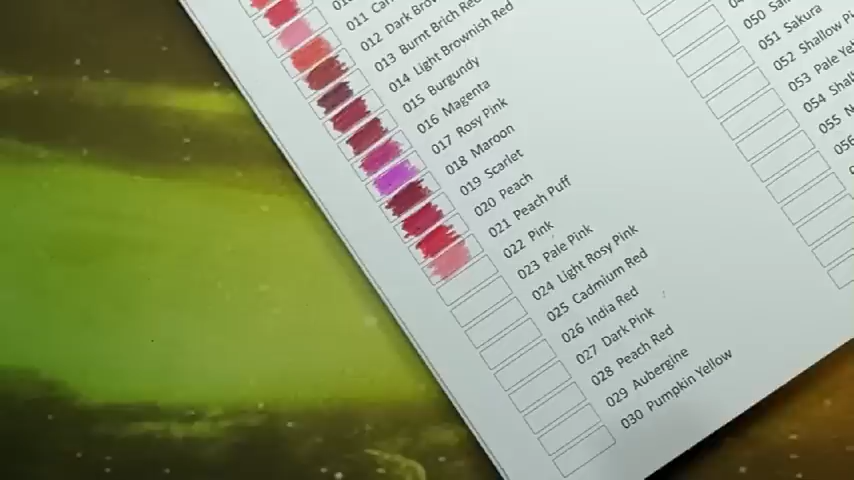 012 Dark
013 Burnt Brich Red
014 Light Brownish Red
015 Burgundy
016 Magenta
017 Rosy Pink
018 Maroon
019 Scarlet
020 Peach
021 Peach Puff
022 Pink
023 Pale Pink
024 Light Rosy Pink
025 Cadmium Red
026 India Red
027 Dark Pink
028 Peach Red
029 Aubergine
030 Pumpkin Yellow
050
051 Sakura
052 Shallow
053 Pale
054
055
056